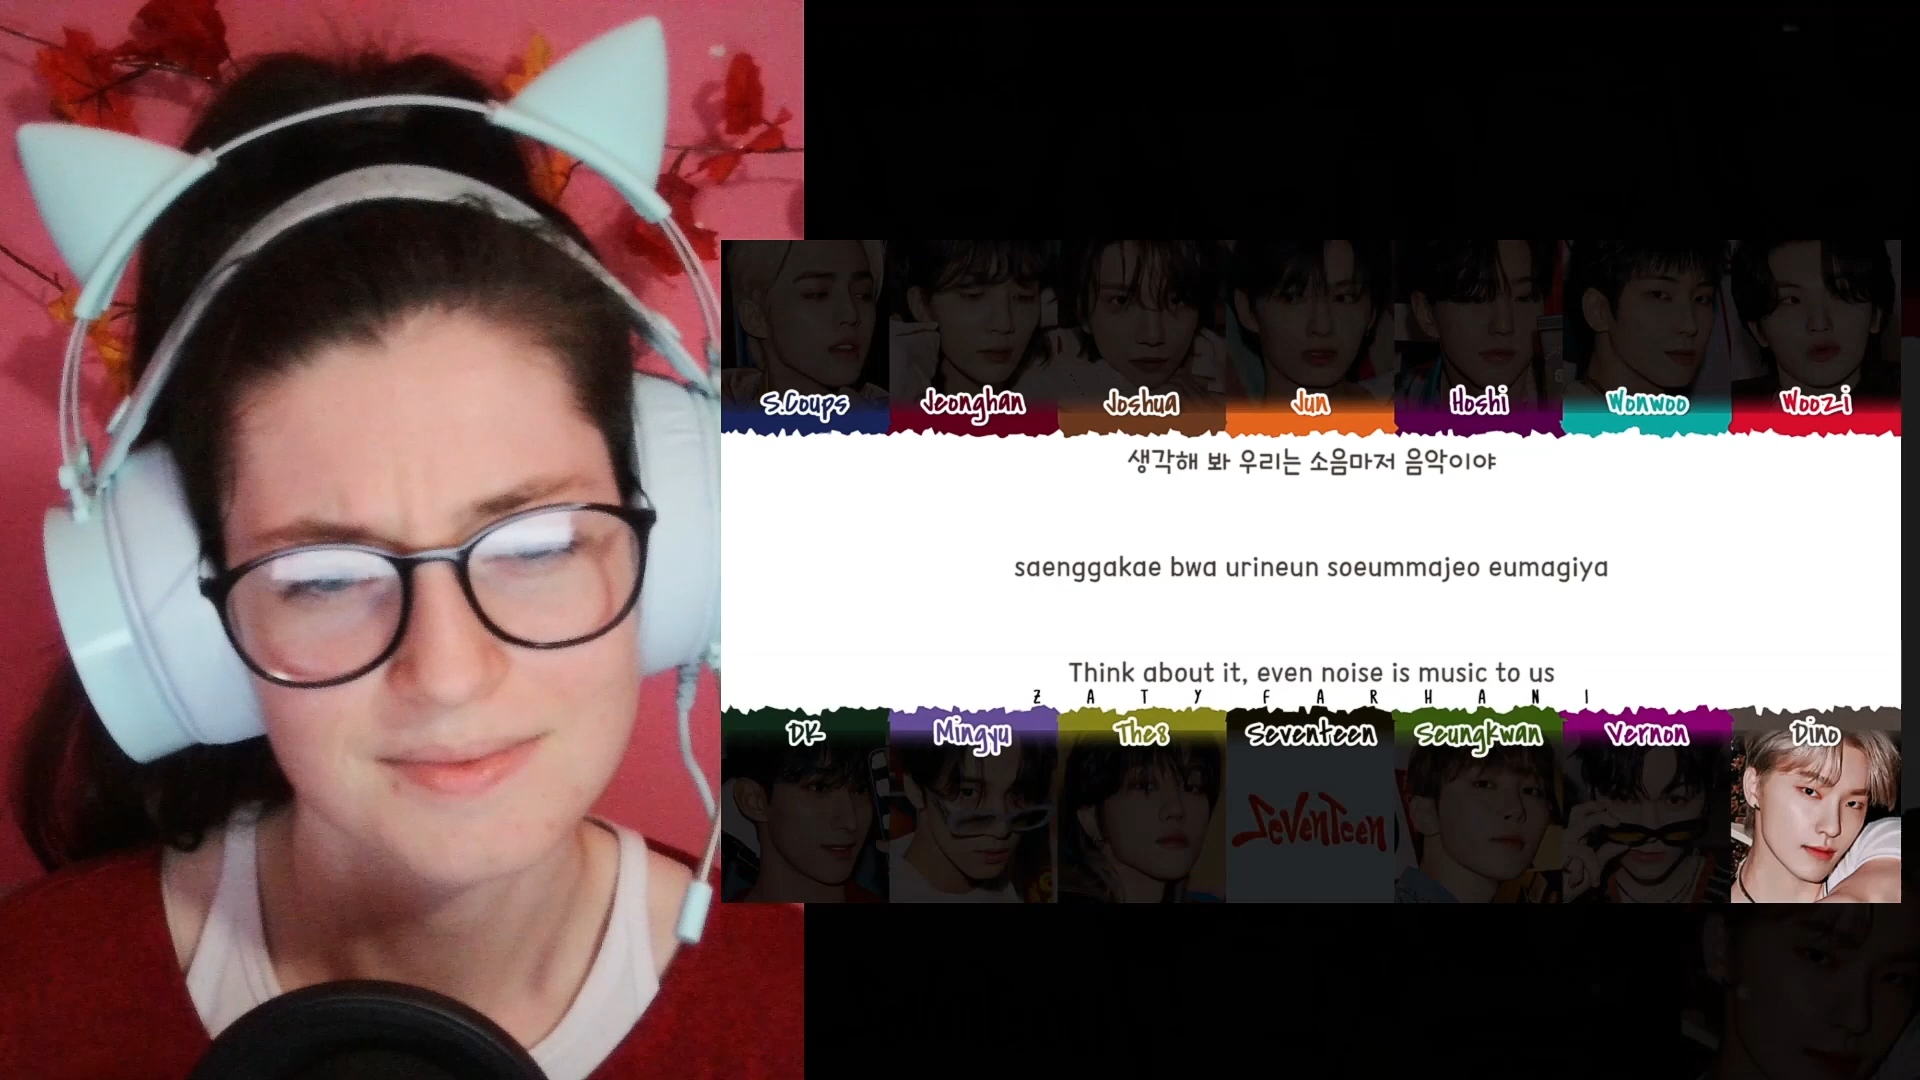 S.Coups Jeonghan Joshua Jun Hoshi Wonwoo Woozi
생각해 봐 우리는 소음마저 음악이야
saenggakae bwa urineun soeummajeo eumagiya
Think about it, even noise is music to us
ZATY FARHANI
DK Mingyu The8 Seventeen Seungkwan Vernon Dino
SEVENTEEN